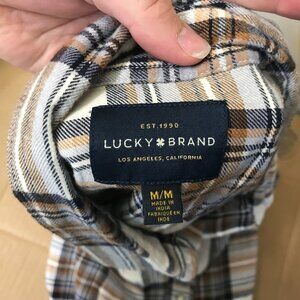 EST. 1990
LUCKY BRAND
LOS ANGELES, CALIFORNIA
M/M
MADE IN
INDIA
FABRIQUÉ EN
INDE